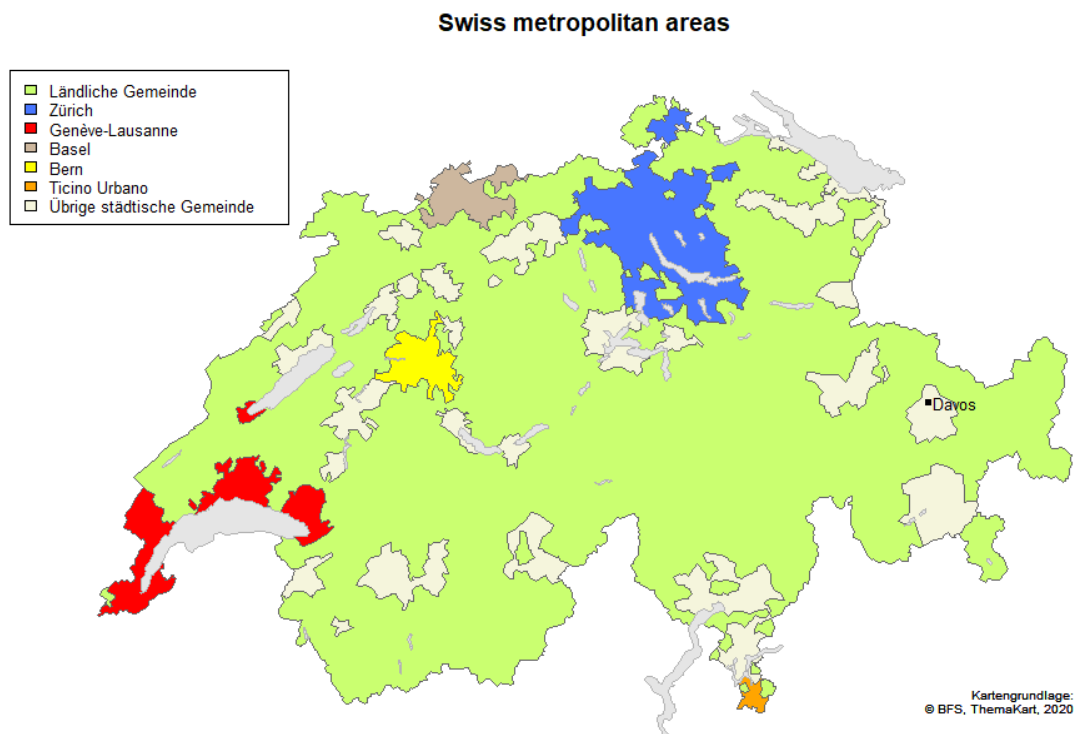 Swiss metropolitan areas
Ländliche Gemeinde
Zürich
Genève-Lausanne
Basel
Bern
Ticino Urbano
Übrige städtische Gemeinde
Davos
Kartengrundlage:
© BFS, ThemaKart, 2020